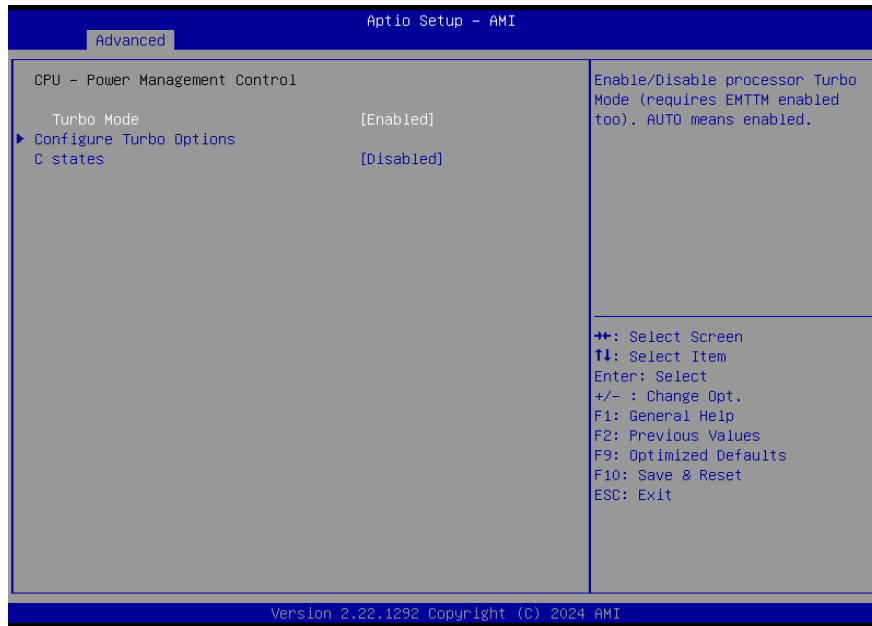 Aptio Setup – AMI
Advanced
CPU – Power Management Control
Turbo Mode [Enabled]
Configure Turbo Options
C states [Disabled]
Enable/Disable processor Turbo
Mode (requires EMTTM enabled
too). AUTO means enabled.
→←: Select Screen
↑↓: Select Item
Enter: Select
+/– : Change Opt.
F1: General Help
F2: Previous Values
F9: Optimized Defaults
F10: Save & Reset
ESC: Exit
Version 2.22.1292 Copyright (C) 2024 AMI